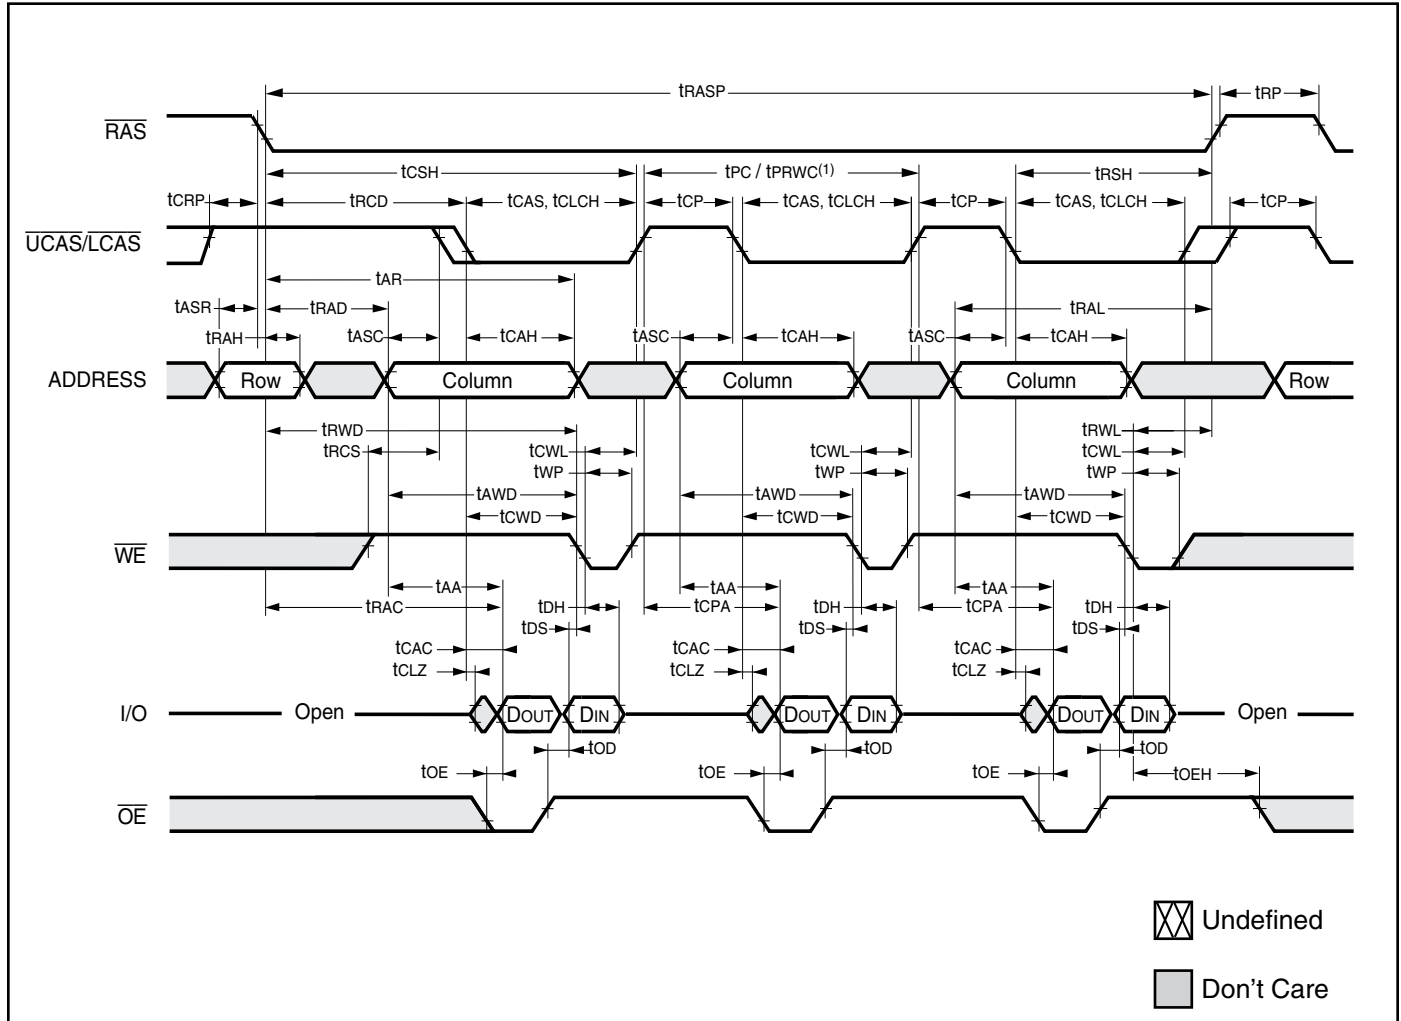 tRASP tRP
RAS
tCSH tPC / tPRWC(1) tRSH
tCRP tRCD tCAS, tCLCH tCP tCAS, tCLCH tCP tCAS, tCLCH tCP
UCAS/LCAS
tAR
tASR tRAD tRAL
tRAH tASC tCAH tASC tCAH tASC tCAH
ADDRESS Row Column Column Column Row
tRWD tRWL
tRCS tCWL tCWL tCWL
tWP tWP tWP
tAWD tAWD tAWD
tCWD tCWD tCWD
WE
tAA tAA tAA
tRAC tDH tCPA tDH tCPA tDH
tDS tDS tDS
tCAC tCAC tCAC
tCLZ tCLZ tCLZ
I/O Open DOUT DIN DOUT DIN DOUT DIN Open
tOD tOD tOD
tOE tOE tOE tOEH
OE
Undefined
Don't Care